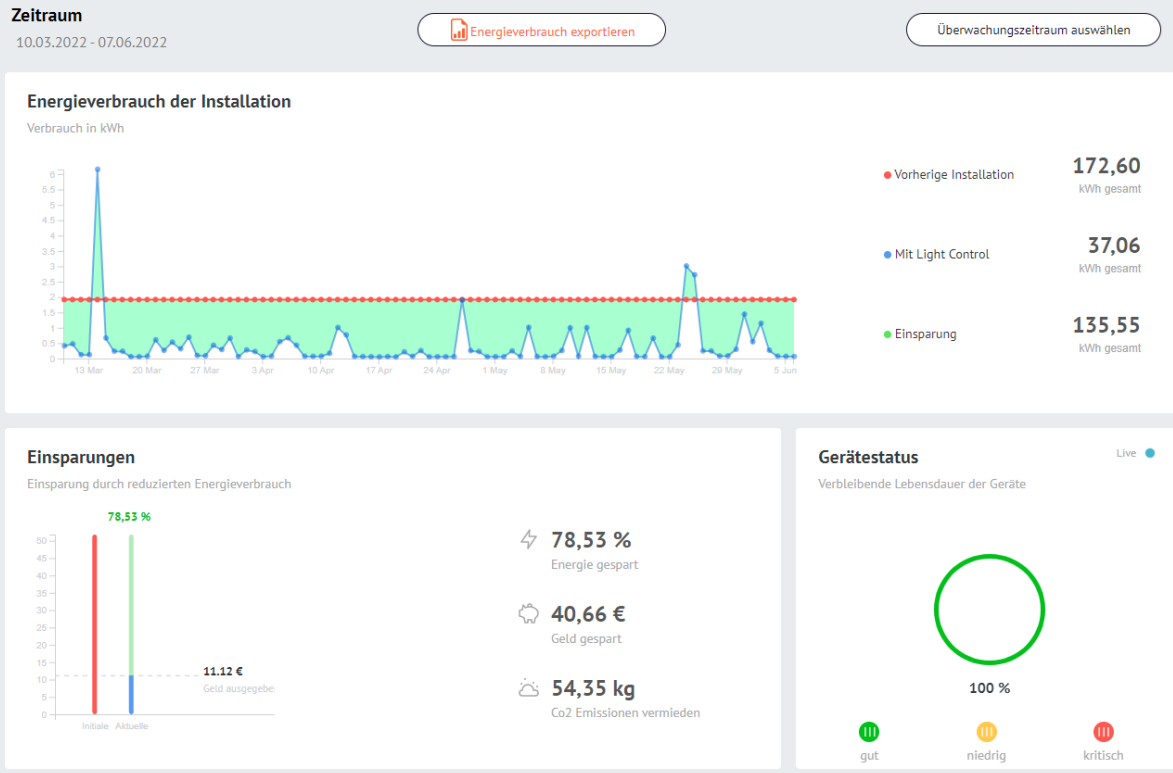 Zeitraum
10.03.2022 - 07.06.2022
Energieverbrauch exportieren
Überwachungszeitraum auswählen
Energieverbrauch der Installation
Verbrauch in kWh
6
5.5
5
4.5
4
3.5
3
2.5
2
1.5
1
0.5
0
13 Mar 20 Mar 27 Mar 3 Apr 10 Apr 17 Apr 24 Apr 1 May 8 May 15 May 22 May 29 May 5 Jun
Vorherige Installation
172,60
kWh gesamt
Mit Light Control
37,06
kWh gesamt
Einsparung
135,55
kWh gesamt
Einsparungen
Einsparung durch reduzierten Energieverbrauch
78,53 %
50
45
40
35
30
25
20
15
10
5
0
Initiale Aktuelle
11.12 €
Geld ausgegebe
78,53 %
Energie gespart
40,66 €
Geld gespart
54,35 kg
Co2 Emissionen vermieden
Gerätestatus
Live
Verbleibende Lebensdauer der Geräte
100 %
gut
niedrig
kritisch